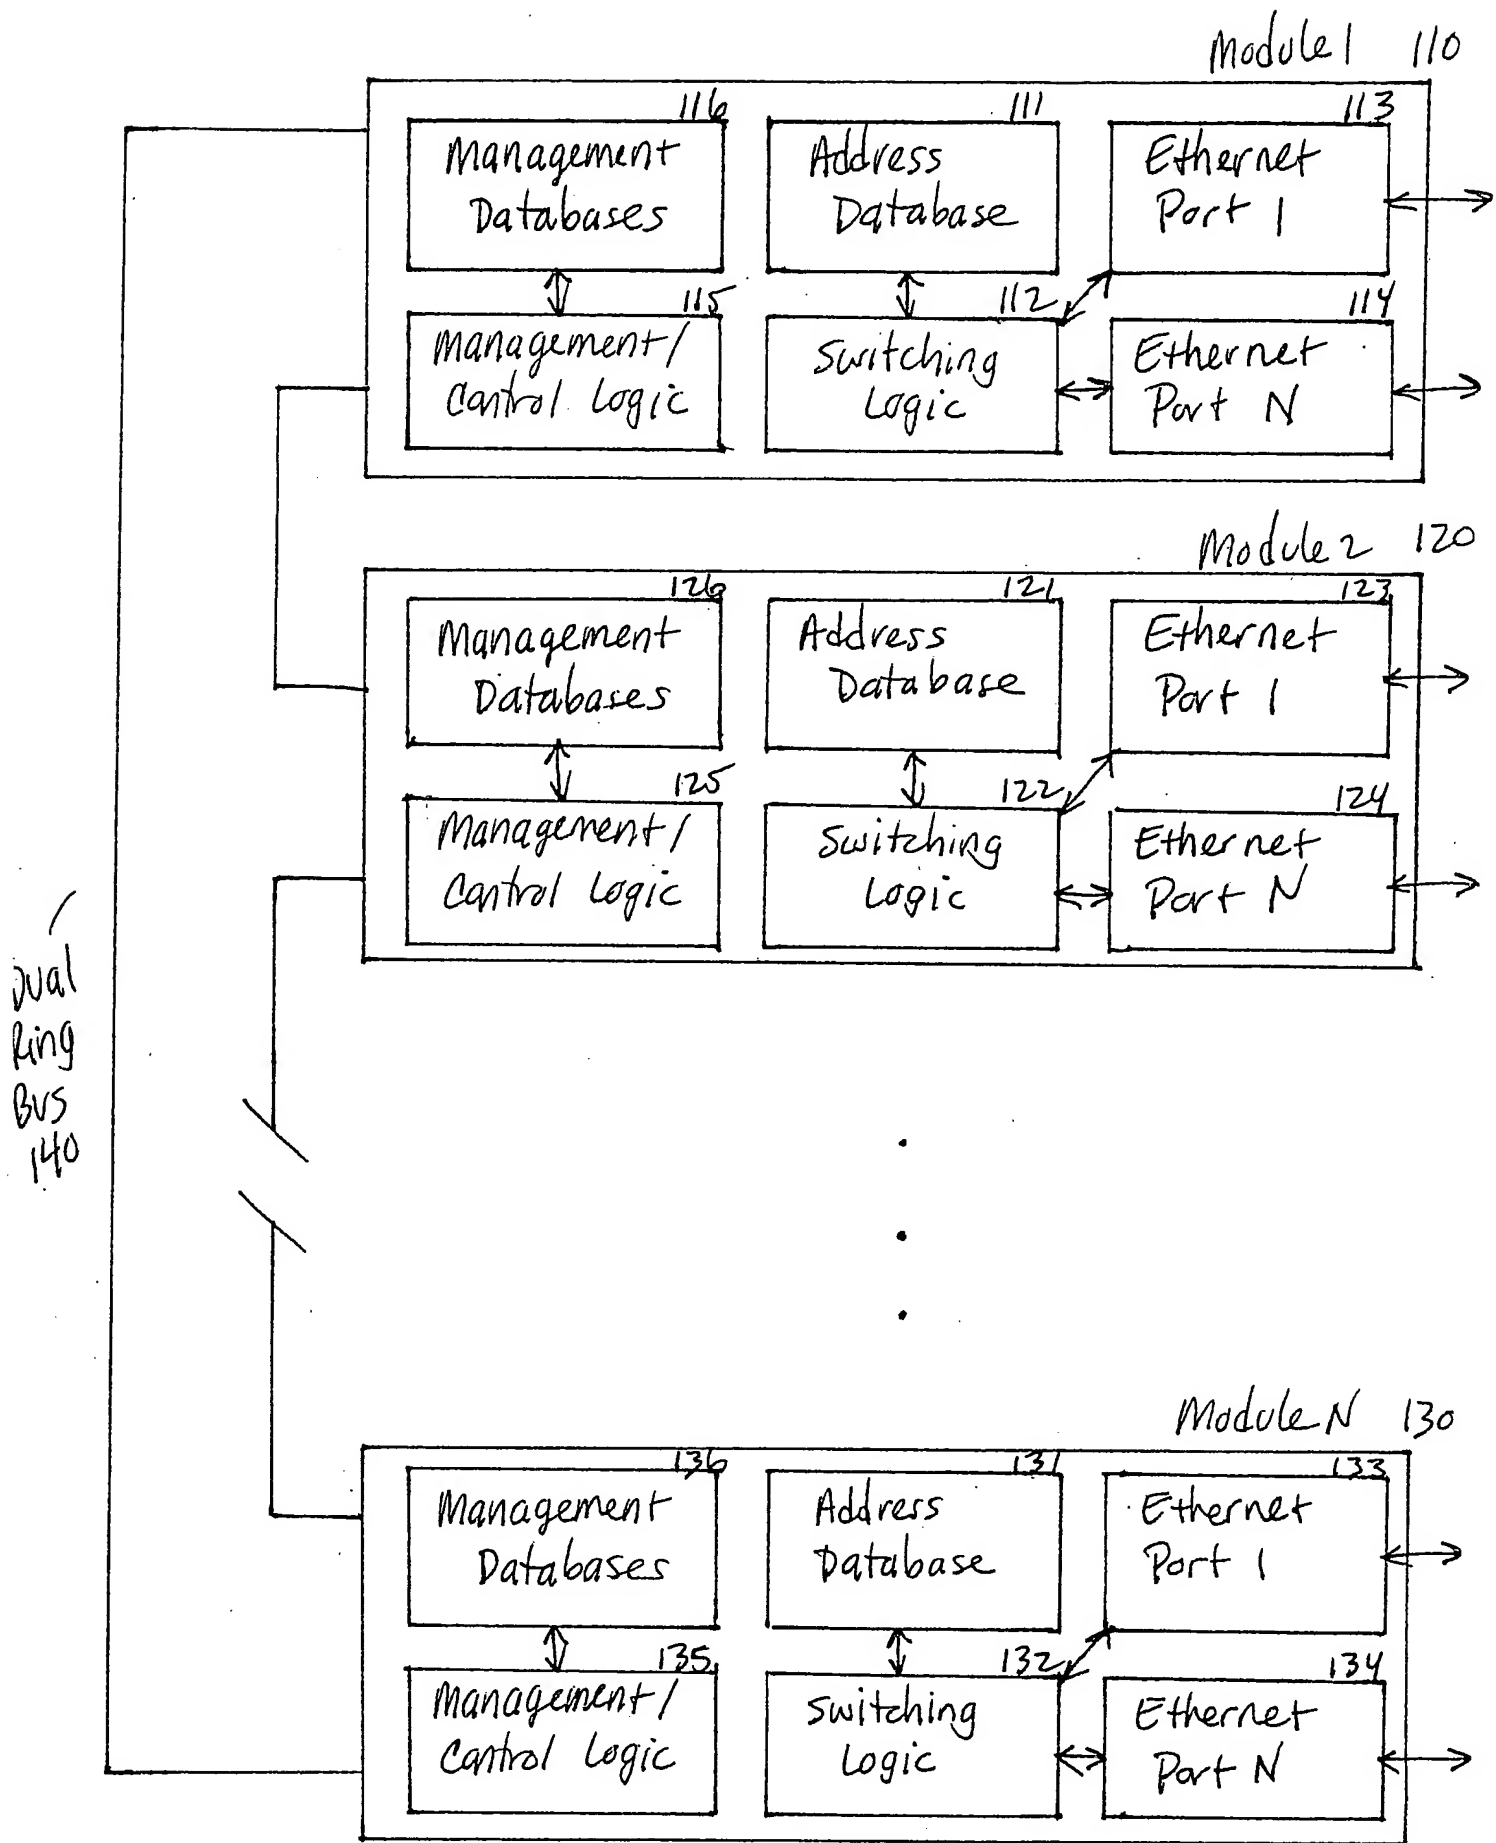 Module 1 110
116
Management
Databases
111
Address
Database
113
Ethernet
Port 1
115
Management/
Control Logic
112
Switching
Logic
114
Ethernet
Port N
Module 2 120
126
Management
Databases
121
Address
Database
123
Ethernet
Port 1
125
Management/
Control Logic
122
Switching
Logic
124
Ethernet
Port N
Dual
Ring
Bus
140
Module N 130
136
Management
Databases
131
Address
Database
133
Ethernet
Port 1
135
Management/
Control Logic
132
Switching
Logic
134
Ethernet
Port N